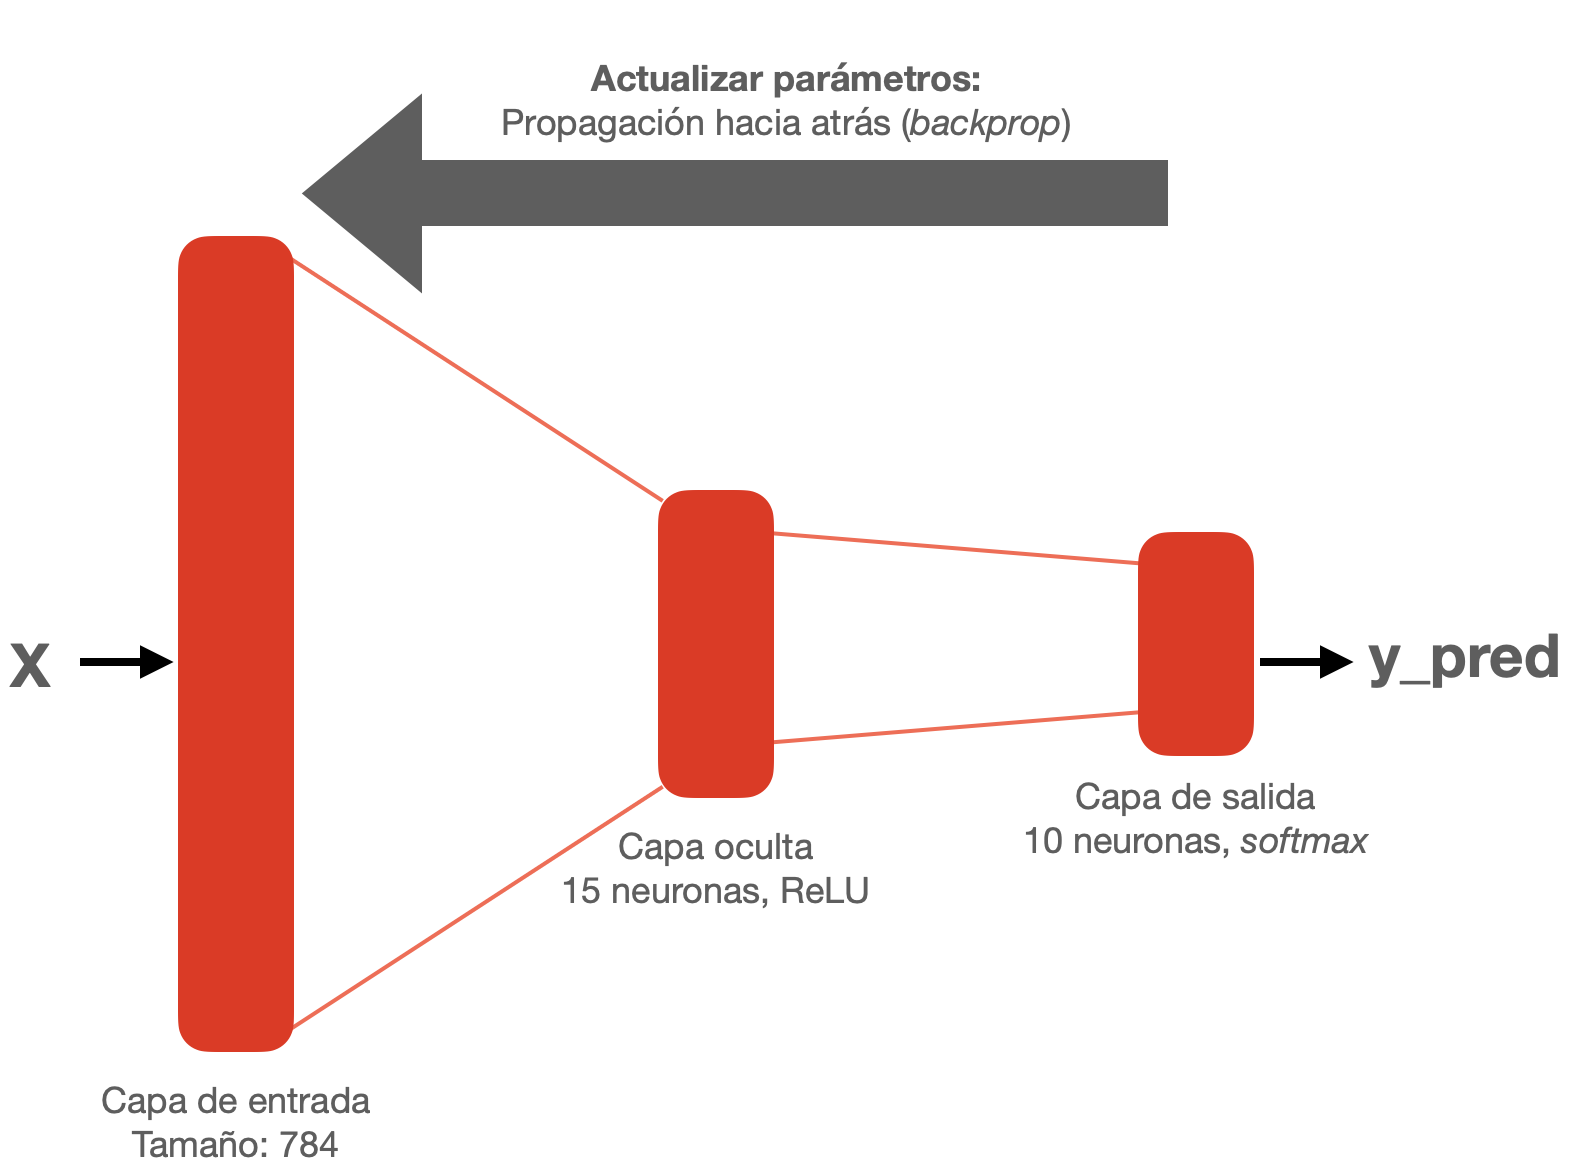 Actualizar parámetros:
Propagación hacia atrás (backprop)
X
y_pred
Capa de salida
10 neuronas, softmax
Capa oculta
15 neuronas, ReLU
Capa de entrada
Tamaño: 784